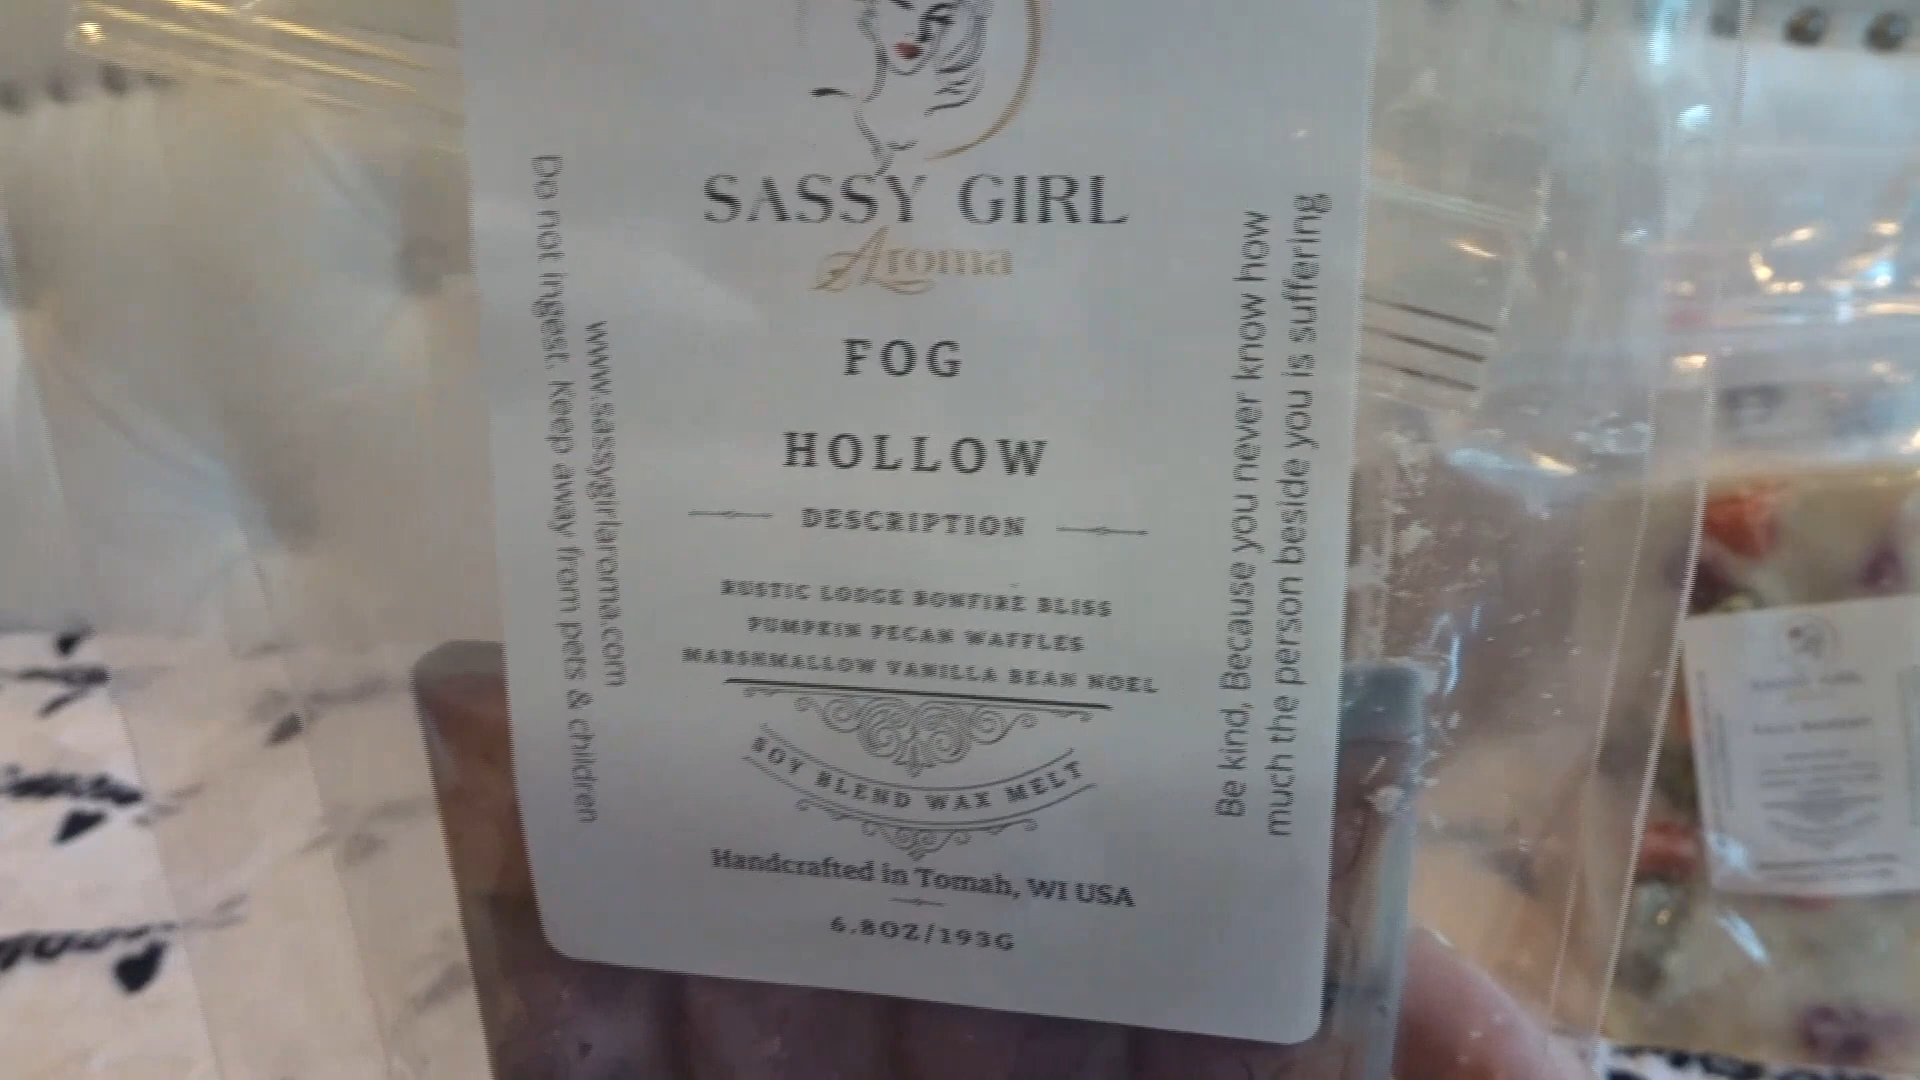 SASSY GIRL
Aroma
FOG
HOLLOW
DESCRIPTION
RUSTIC LODGE BONFIRE BLISS
PUMPKIN PECAN WAFFLES
MARSHMALLOW VANILLA BEAN NOEL
SOY BLEND WAX MELT
Handcrafted in Tomah, WI USA
6.8OZ/193G
www.sassygirlaroma.com
Do not ingest. Keep away from pets & children
Be kind, Because you never know how
much the person beside you is suffering